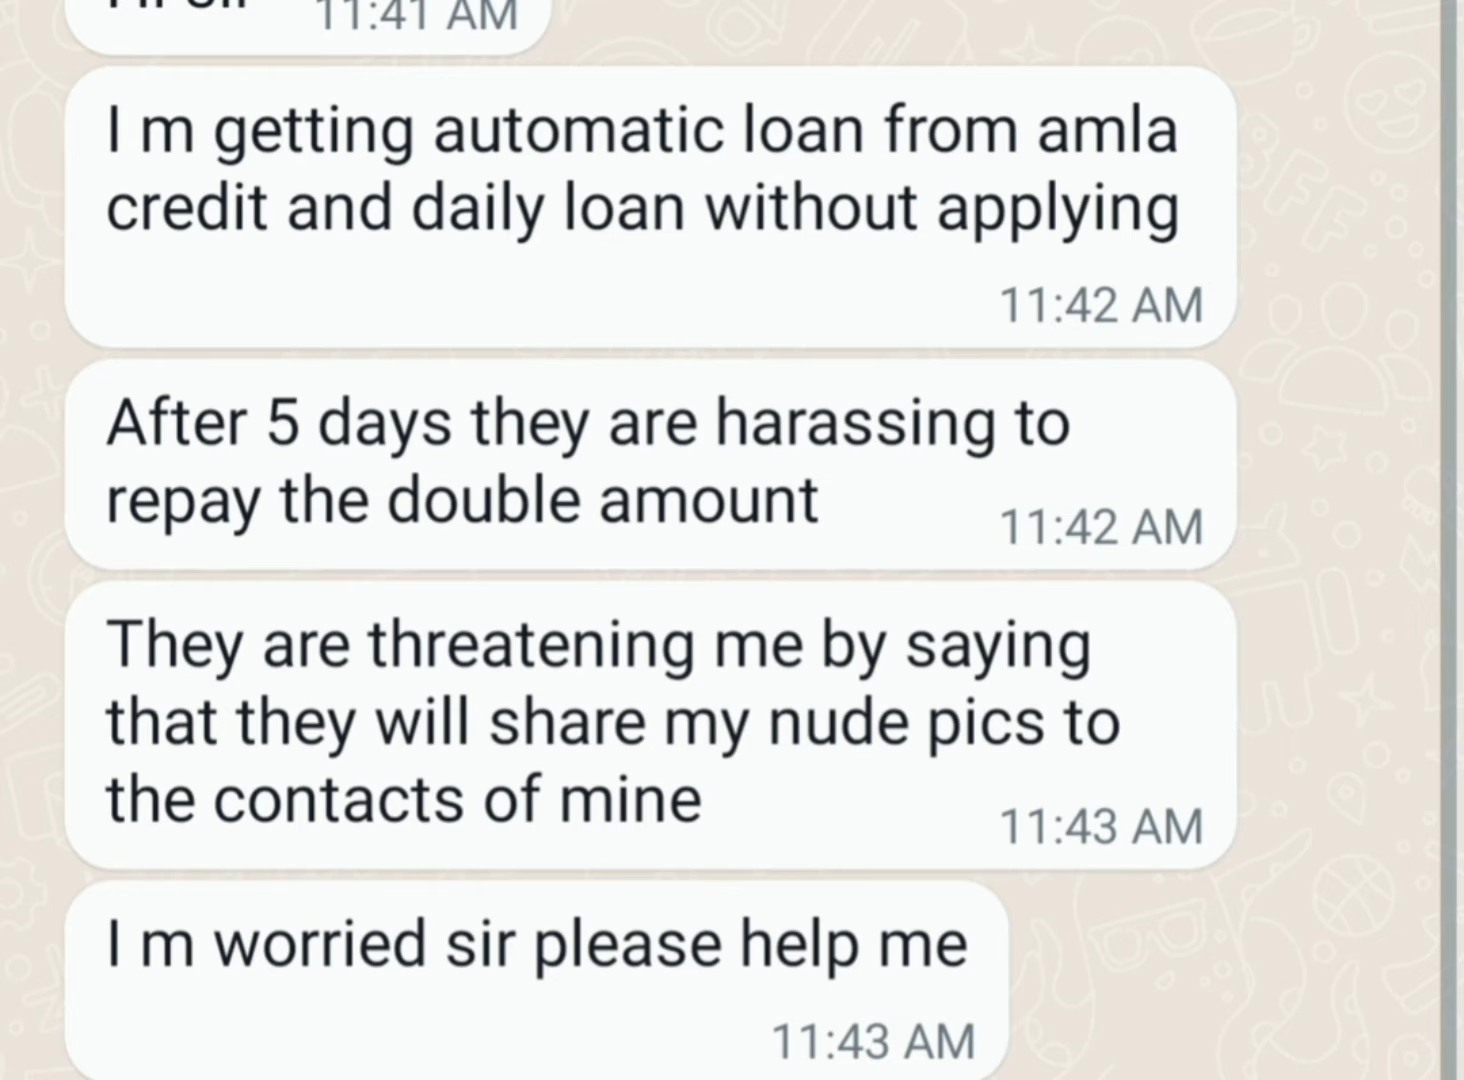 11:41 AM
I m getting automatic loan from amla
credit and daily loan without applying
11:42 AM
After 5 days they are harassing to
repay the double amount
11:42 AM
They are threatening me by saying
that they will share my nude pics to
the contacts of mine
11:43 AM
I m worried sir please help me
11:43 AM